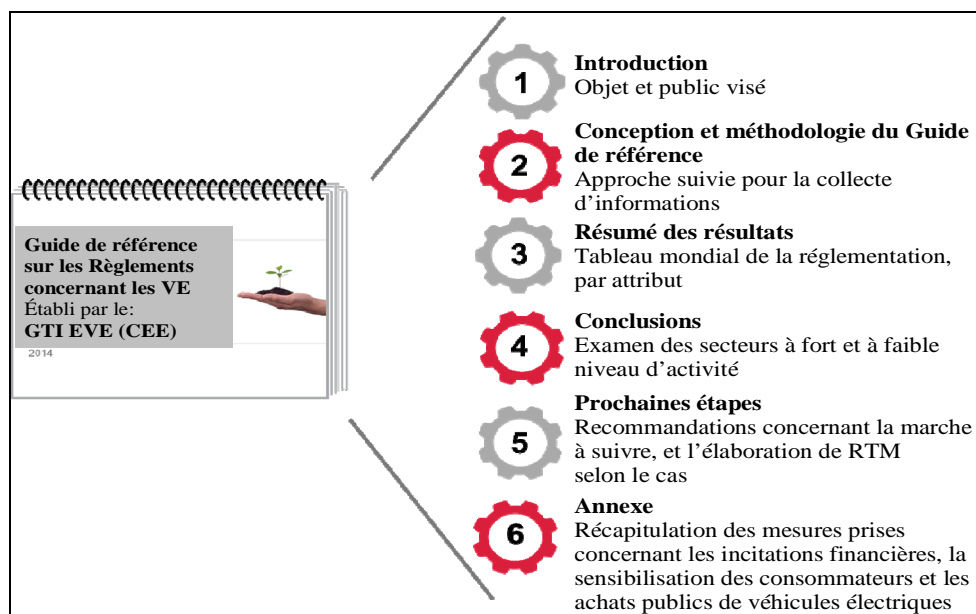 Guide de référence
sur les Règlements
concernant les VE
Établi par le:
GTI EVE (CEE)
2014
1
Introduction
Objet et public visé
2
Conception et méthodologie du Guide
de référence
Approche suivie pour la collecte
d'informations
3
Résumé des résultats
Tableau mondial de la réglementation,
par attribut
4
Conclusions
Examen des secteurs à fort et à faible
niveau d'activité
5
Prochaines étapes
Recommandations concernant la marche
à suivre, et l'élaboration de RTM
selon le cas
6
Annexe
Récapitulation des mesures prises
concernant les incitations financières, la
sensibilisation des consommateurs et les
achats publics de véhicules électriques